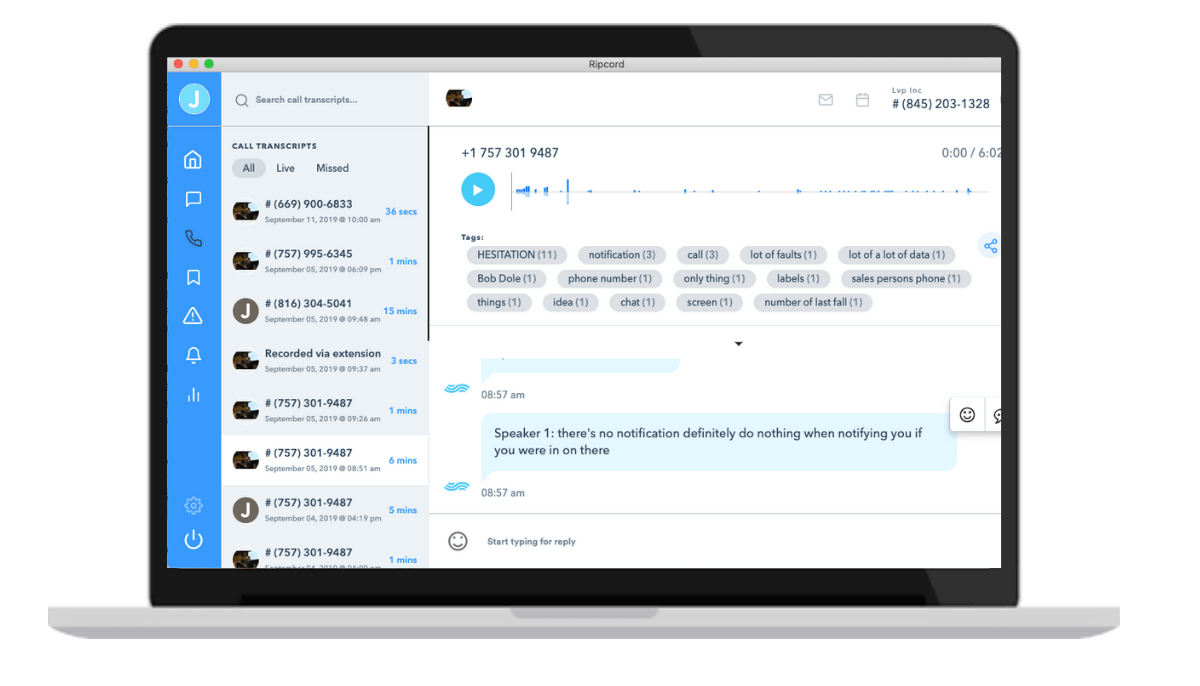 Ripcord
J
Search call transcripts...
Lvp Inc
# (845) 203-1328
CALL TRANSCRIPTS
All Live Missed
# (669) 900-6833
September 11, 2019 @ 10:00 am
36 secs
# (757) 995-6345
September 05, 2019 @ 06:09 pm
1 mins
J
# (816) 304-5041
September 05, 2019 @ 09:48 am
15 mins
Recorded via extension
September 05, 2019 @ 09:37 am
3 secs
# (757) 301-9487
September 05, 2019 @ 09:26 am
1 mins
# (757) 301-9487
September 05, 2019 @ 08:51 am
6 mins
J
# (757) 301-9487
September 04, 2019 @ 04:19 pm
5 mins
# (757) 301-9487
1 mins
+1 757 301 9487
0:00 / 6:02
Tags:
HESITATION (11) notification (3) call (3) lot of faults (1) lot of a lot of data (1)
Bob Dole (1) phone number (1) only thing (1) labels (1) sales persons phone (1)
things (1) idea (1) chat (1) screen (1) number of last fall (1)
08:57 am
Speaker 1: there's no notification definitely do nothing when notifying you if
you were in on there
08:57 am
Start typing for reply